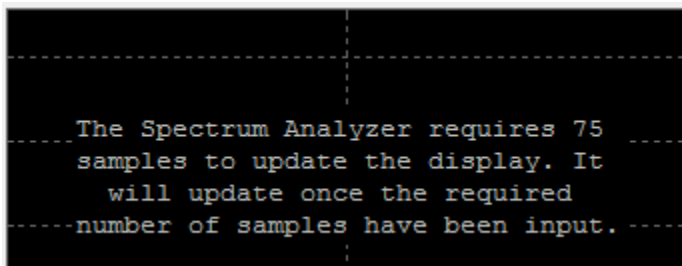 The Spectrum Analyzer requires 75
samples to update the display. It
will update once the required
number of samples have been input.